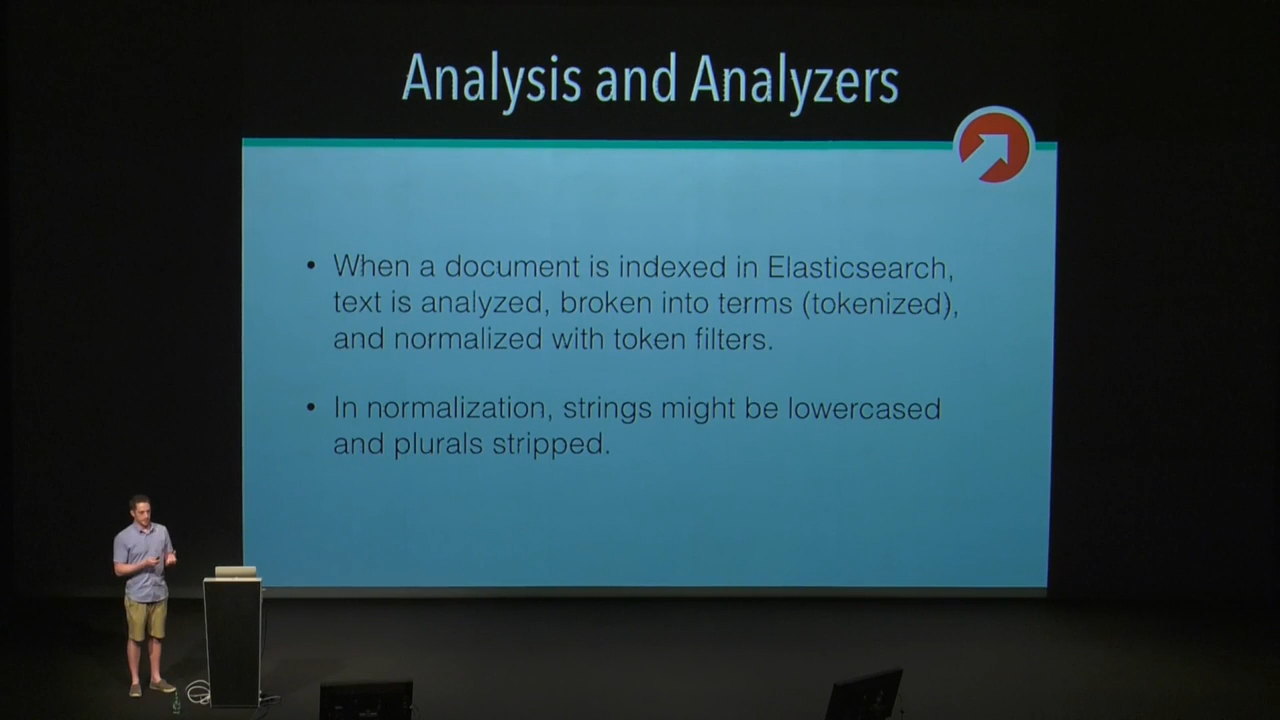 Analysis and Analyzers
• When a document is indexed in Elasticsearch,
text is analyzed, broken into terms (tokenized),
and normalized with token filters.
• In normalization, strings might be lowercased
and plurals stripped.